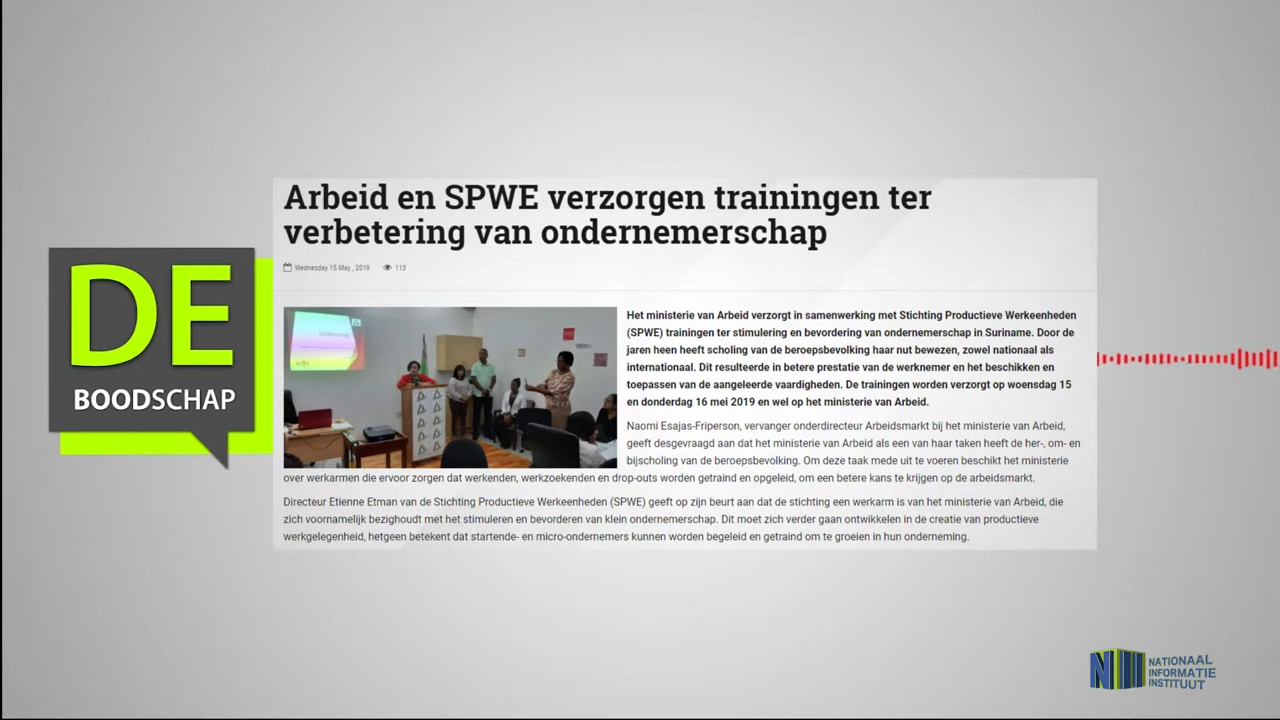 Arbeid en SPWE verzorgen trainingen ter
verbetering van ondernemerschap
Wednesday 15 May , 2019 113
DE
BOODSCHAP
Het ministerie van Arbeid verzorgt in samenwerking met Stichting Productieve Werkeenheden
(SPWE) trainingen ter stimulering en bevordering van ondernemerschap in Suriname. Door de
jaren heen heeft scholing van de beroepsbevolking haar nut bewezen, zowel nationaal als
internationaal. Dit resulteerde in betere prestatie van de werknemer en het beschikken en
toepassen van de aangeleerde vaardigheden. De trainingen worden verzorgd op woensdag 15
en donderdag 16 mei 2019 en wel op het ministerie van Arbeid.
Naomi Esajas-Friperson, vervanger onderdirecteur Arbeidsmarkt bij het ministerie van Arbeid,
geeft desgevraagd aan dat het ministerie van Arbeid als een van haar taken heeft de her-, om- en
bijscholing van de beroepsbevolking. Om deze taak mede uit te voeren beschikt het ministerie
over werkarmen die ervoor zorgen dat werkenden, werkzoekenden en drop-outs worden getraind en opgeleid, om een betere kans te krijgen op de arbeidsmarkt.
Directeur Etienne Etman van de Stichting Productieve Werkeenheden (SPWE) geeft op zijn beurt aan dat de stichting een werkarm is van het ministerie van Arbeid, die
zich voornamelijk bezighoudt met het stimuleren en bevorderen van klein ondernemerschap. Dit moet zich verder gaan ontwikkelen in de creatie van productieve
werkgelegenheid, hetgeen betekent dat startende- en micro-ondernemers kunnen worden begeleid en getraind om te groeien in hun onderneming.
NII
NATIONAAL
INFORMATIE
INSTITUUT